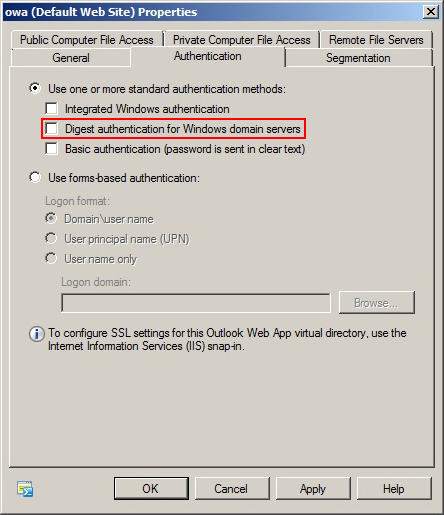 owa (Default Web Site) Properties
Public Computer File Access Private Computer File Access Remote File Servers
General Authentication Segmentation
Use one or more standard authentication methods:
Integrated Windows authentication
Digest authentication for Windows domain servers
Basic authentication (password is sent in clear text)
Use forms-based authentication:
Logon format:
Domain\user name
User principal name (UPN)
User name only
Logon domain:
Browse...
To configure SSL settings for this Outlook Web App virtual directory, use the
Internet Information Services (IIS) snap-in.
OK Cancel Apply Help